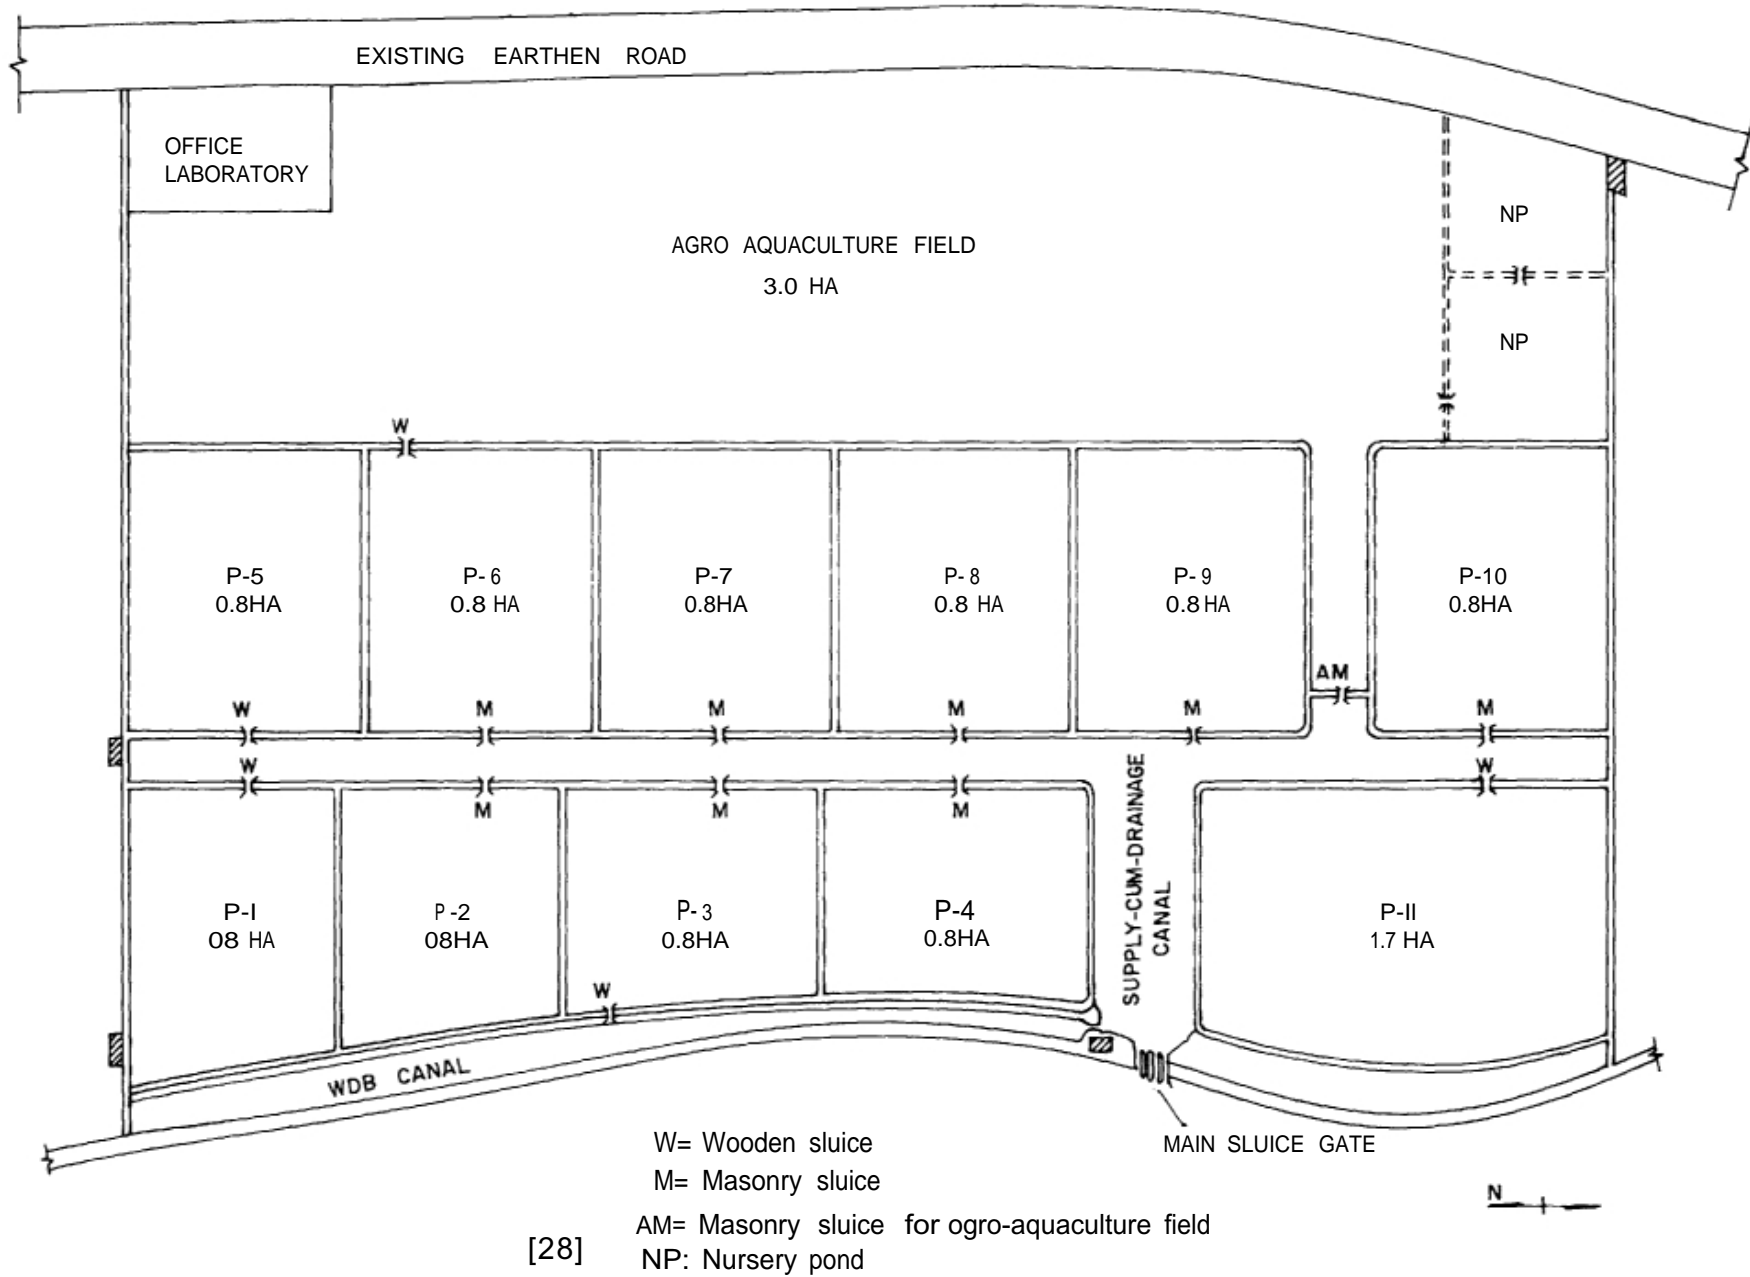 EXISTING EARTHEN ROAD
OFFICE
LABORATORY
NP
AGRO AQUACULTURE FIELD
3.0 HA
NP
W
P-5
0.8HA
P-6
0.8 HA
P-7
0.8HA
P-8
0.8 HA
P-9
0.8 HA
P-10
0.8HA
AM
W
M
M
M
M
M
W
M
M
M
W
P-I
08 HA
P-2
08HA
P-3
0.8HA
P-4
0.8HA
SUPPLY-CUM-DRAINAGE
CANAL
P-II
1.7 HA
W
WDB CANAL
MAIN SLUICE GATE
W= Wooden sluice
M= Masonry sluice
AM= Masonry sluice for ogro-aquaculture field
NP: Nursery pond
[28]
N